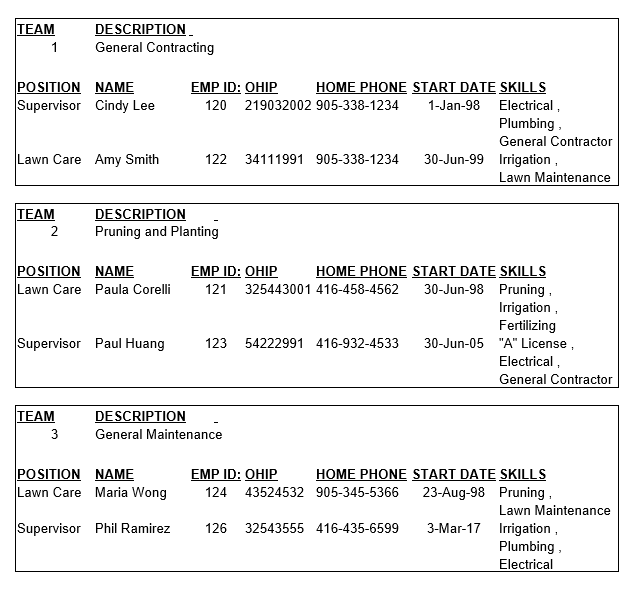 TEAM DESCRIPTION
1 General Contracting
POSITION NAME EMP ID: OHIP HOME PHONE START DATE SKILLS
Supervisor Cindy Lee 120 219032002 905-338-1234 1-Jan-98 Electrical ,
Plumbing ,
General Contractor
Lawn Care Amy Smith 122 34111991 905-338-1234 30-Jun-99 Irrigation ,
Lawn Maintenance
TEAM DESCRIPTION
2 Pruning and Planting
POSITION NAME EMP ID: OHIP HOME PHONE START DATE SKILLS
Lawn Care Paula Corelli 121 325443001 416-458-4562 30-Jun-98 Pruning ,
Irrigation ,
Fertilizing
Supervisor Paul Huang 123 54222991 416-932-4533 30-Jun-05 "A" License ,
Electrical ,
General Contractor
TEAM DESCRIPTION
3 General Maintenance
POSITION NAME EMP ID: OHIP HOME PHONE START DATE SKILLS
Lawn Care Maria Wong 124 43524532 905-345-5366 23-Aug-98 Pruning ,
Lawn Maintenance
Supervisor Phil Ramirez 126 32543555 416-435-6599 3-Mar-17 Irrigation ,
Plumbing ,
Electrical